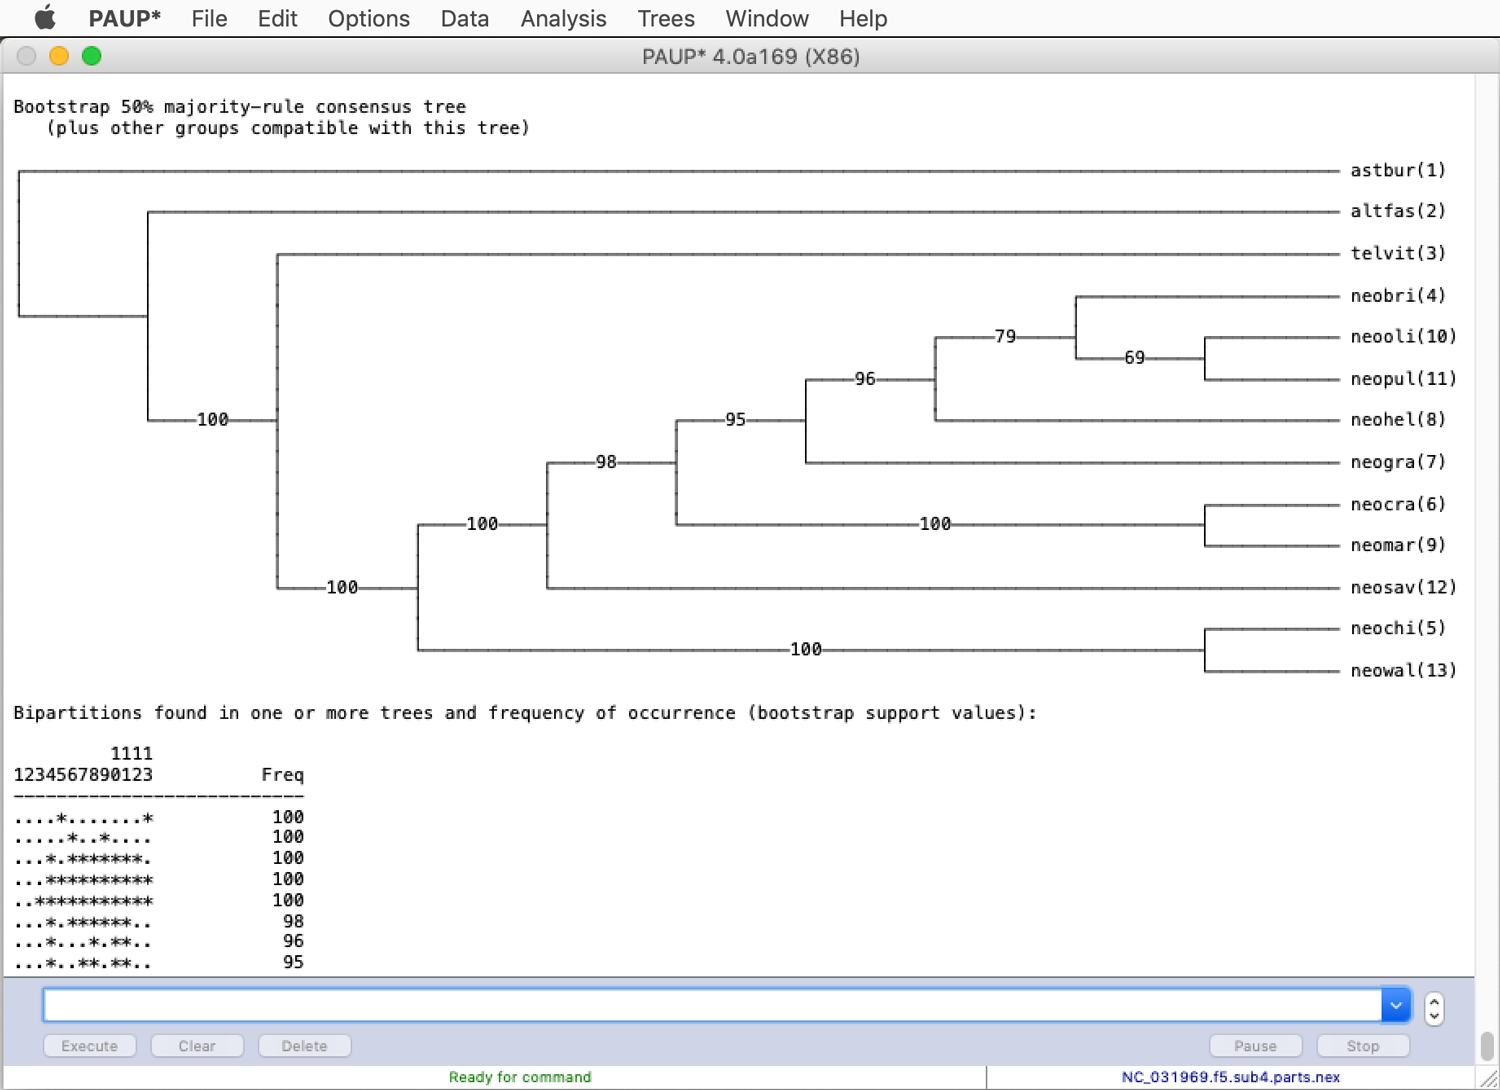 PAUP* File Edit Options Data Analysis Trees Window Help
PAUP* 4.0a169 (X86)
Bootstrap 50% majority-rule consensus tree
(plus other groups compatible with this tree)
astbur(1)
altfas(2)
telvit(3)
neobri(4)
79 neooli(10)
69
96 neopul(11)
100 95 neohel(8)
98 neogra(7)
neocra(6)
100 100
neomar(9)
100 neosav(12)
neochi(5)
100
neowal(13)
Bipartitions found in one or more trees and frequency of occurrence (bootstrap support values):
1111
1234567890123 Freq
---------------------------
....*.......* 100
.....*..*.... 100
...*.*******. 100
...********** 100
..*********** 100
...*.******.. 98
...*...*.**.. 96
...*..**.**.. 95
Execute Clear Delete Pause Stop
Ready for command NC_031969.f5.sub4.parts.nex